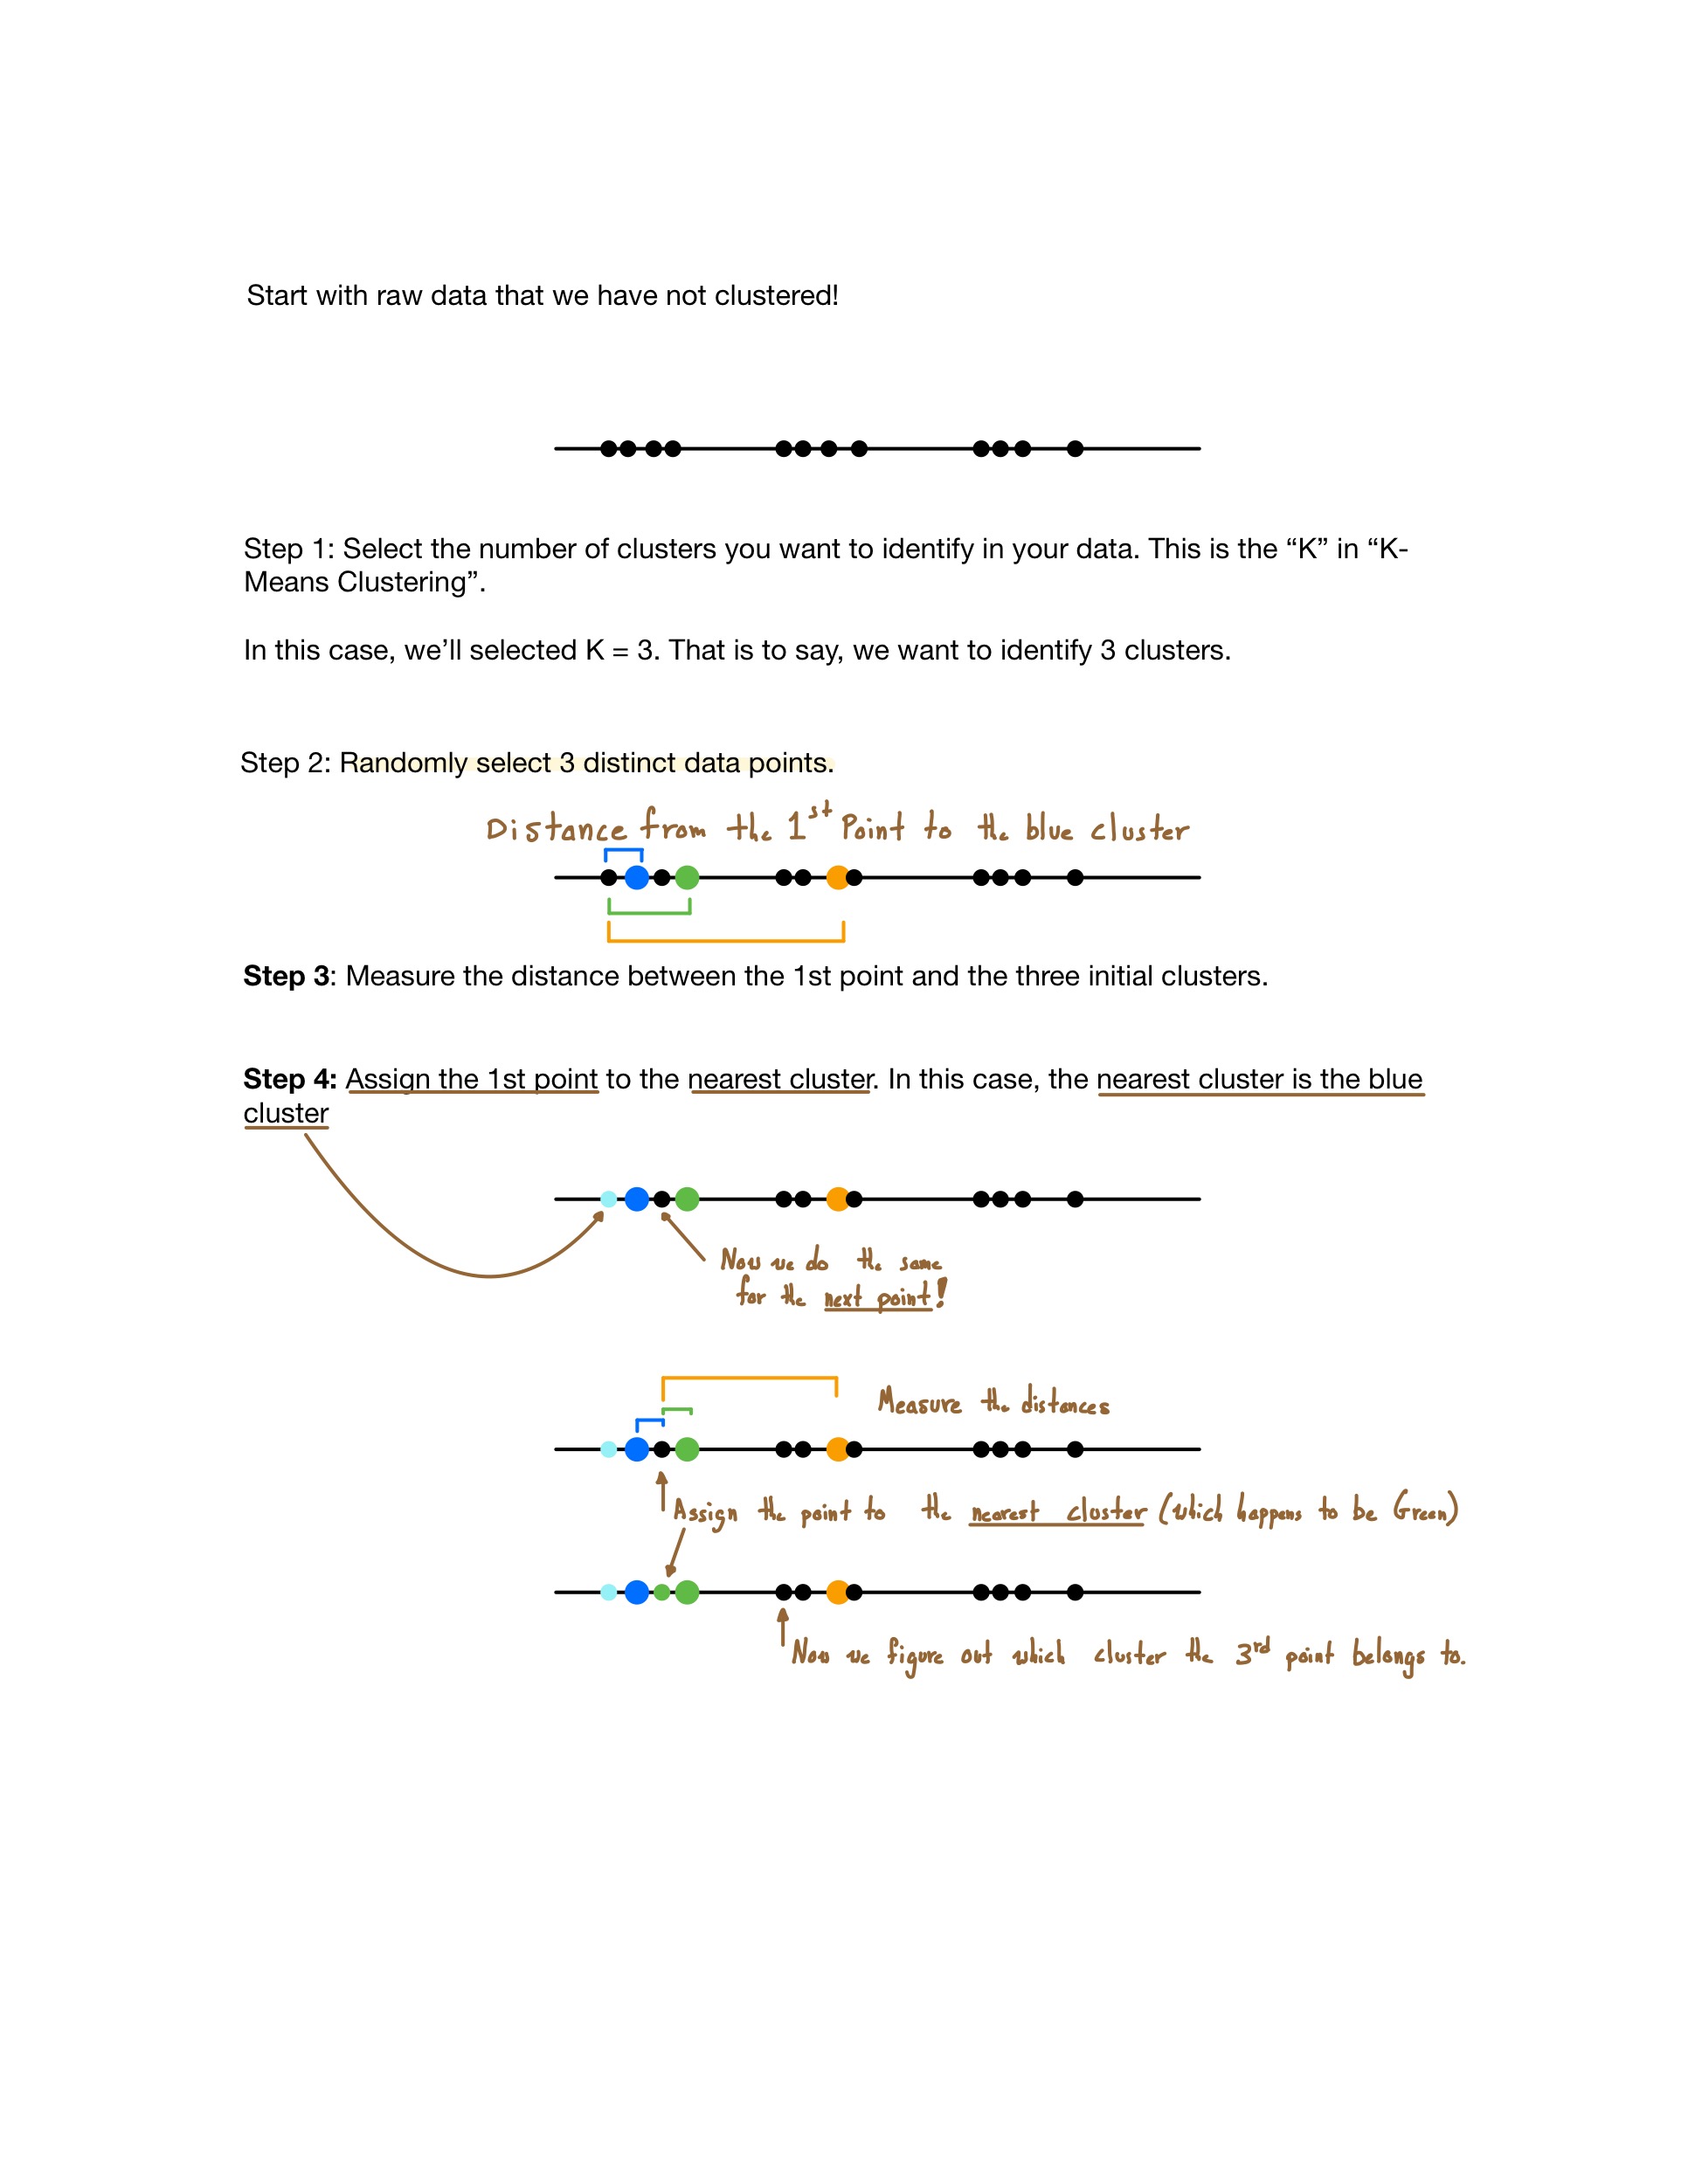 Start with raw data that we have not clustered!
Step 1: Select the number of clusters you want to identify in your data. This is the “K” in “K-
Means Clustering”.
In this case, we’ll selected K = 3. That is to say, we want to identify 3 clusters.
Step 2: Randomly select 3 distinct data points.
Distance from the 1st Point to the blue cluster
Step 3: Measure the distance between the 1st point and the three initial clusters.
Step 4: Assign the 1st point to the nearest cluster. In this case, the nearest cluster is the blue
cluster
Now we do the same
for the next point!
Measure the distances
Assign the point to the nearest cluster (which happens to be Green)
Now we figure out which cluster the 3rd point belongs to.